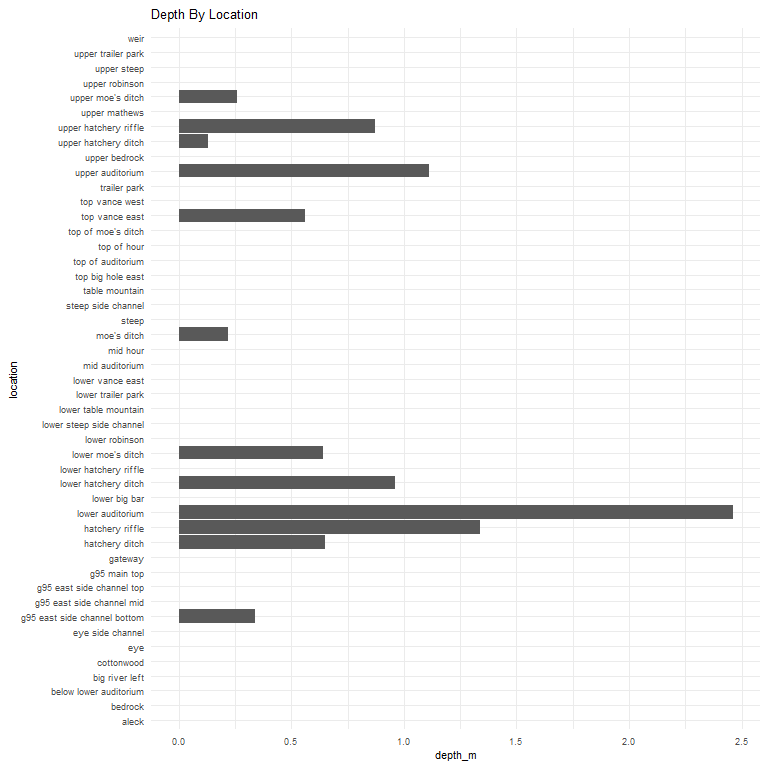 Depth By Location
weir
upper trailer park
upper steep
upper robinson
upper moe's ditch
upper mathews
upper hatchery riffle
upper hatchery ditch
upper bedrock
upper auditorium
trailer park
top vance west
top vance east
top of moe's ditch
top of hour
top of auditorium
top big hole east
table mountain
steep side channel
steep
moe's ditch
mid hour
mid auditorium
lower vance east
lower trailer park
lower table mountain
lower steep side channel
lower robinson
lower moe's ditch
lower hatchery riffle
lower hatchery ditch
lower big bar
lower auditorium
hatchery riffle
hatchery ditch
gateway
g95 main top
g95 east side channel top
g95 east side channel mid
g95 east side channel bottom
eye side channel
eye
cottonwood
big river left
below lower auditorium
bedrock
aleck
location
0.0 0.5 1.0 1.5 2.0 2.5
depth_m